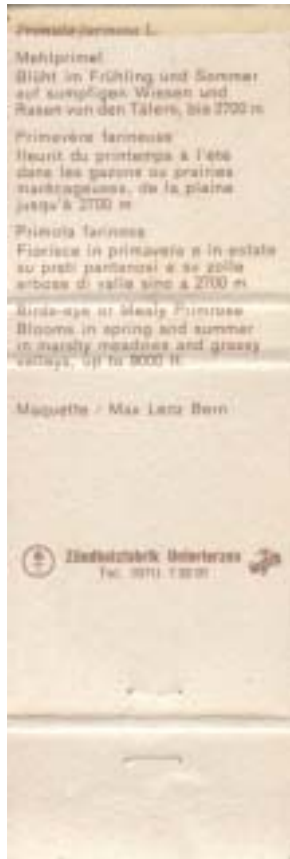 Primula farinosa L.
Mehlprimel
Blüht im Frühling und Sommer
auf sumpfigen Wiesen und
Rasen von den Tälern, bis 2700 m
Primevère farineuse
fleurit du printemps à l'été
dans les gazons ou prairies
marécageuses, de la plaine
jusqu'à 2700 m
Primola farinosa
Fiorisce in primavera e in estate
su prati pantanosi e su zolle
erbose di valle sino a 2700 m
Birds-eye or Mealy Primrose
Blooms in spring and summer
in marshy meadows and grassy
valleys, up to 9000 ft.
Maquette / Max Lenz Bern
Zündholzfabrik Unterterzen
Tel.